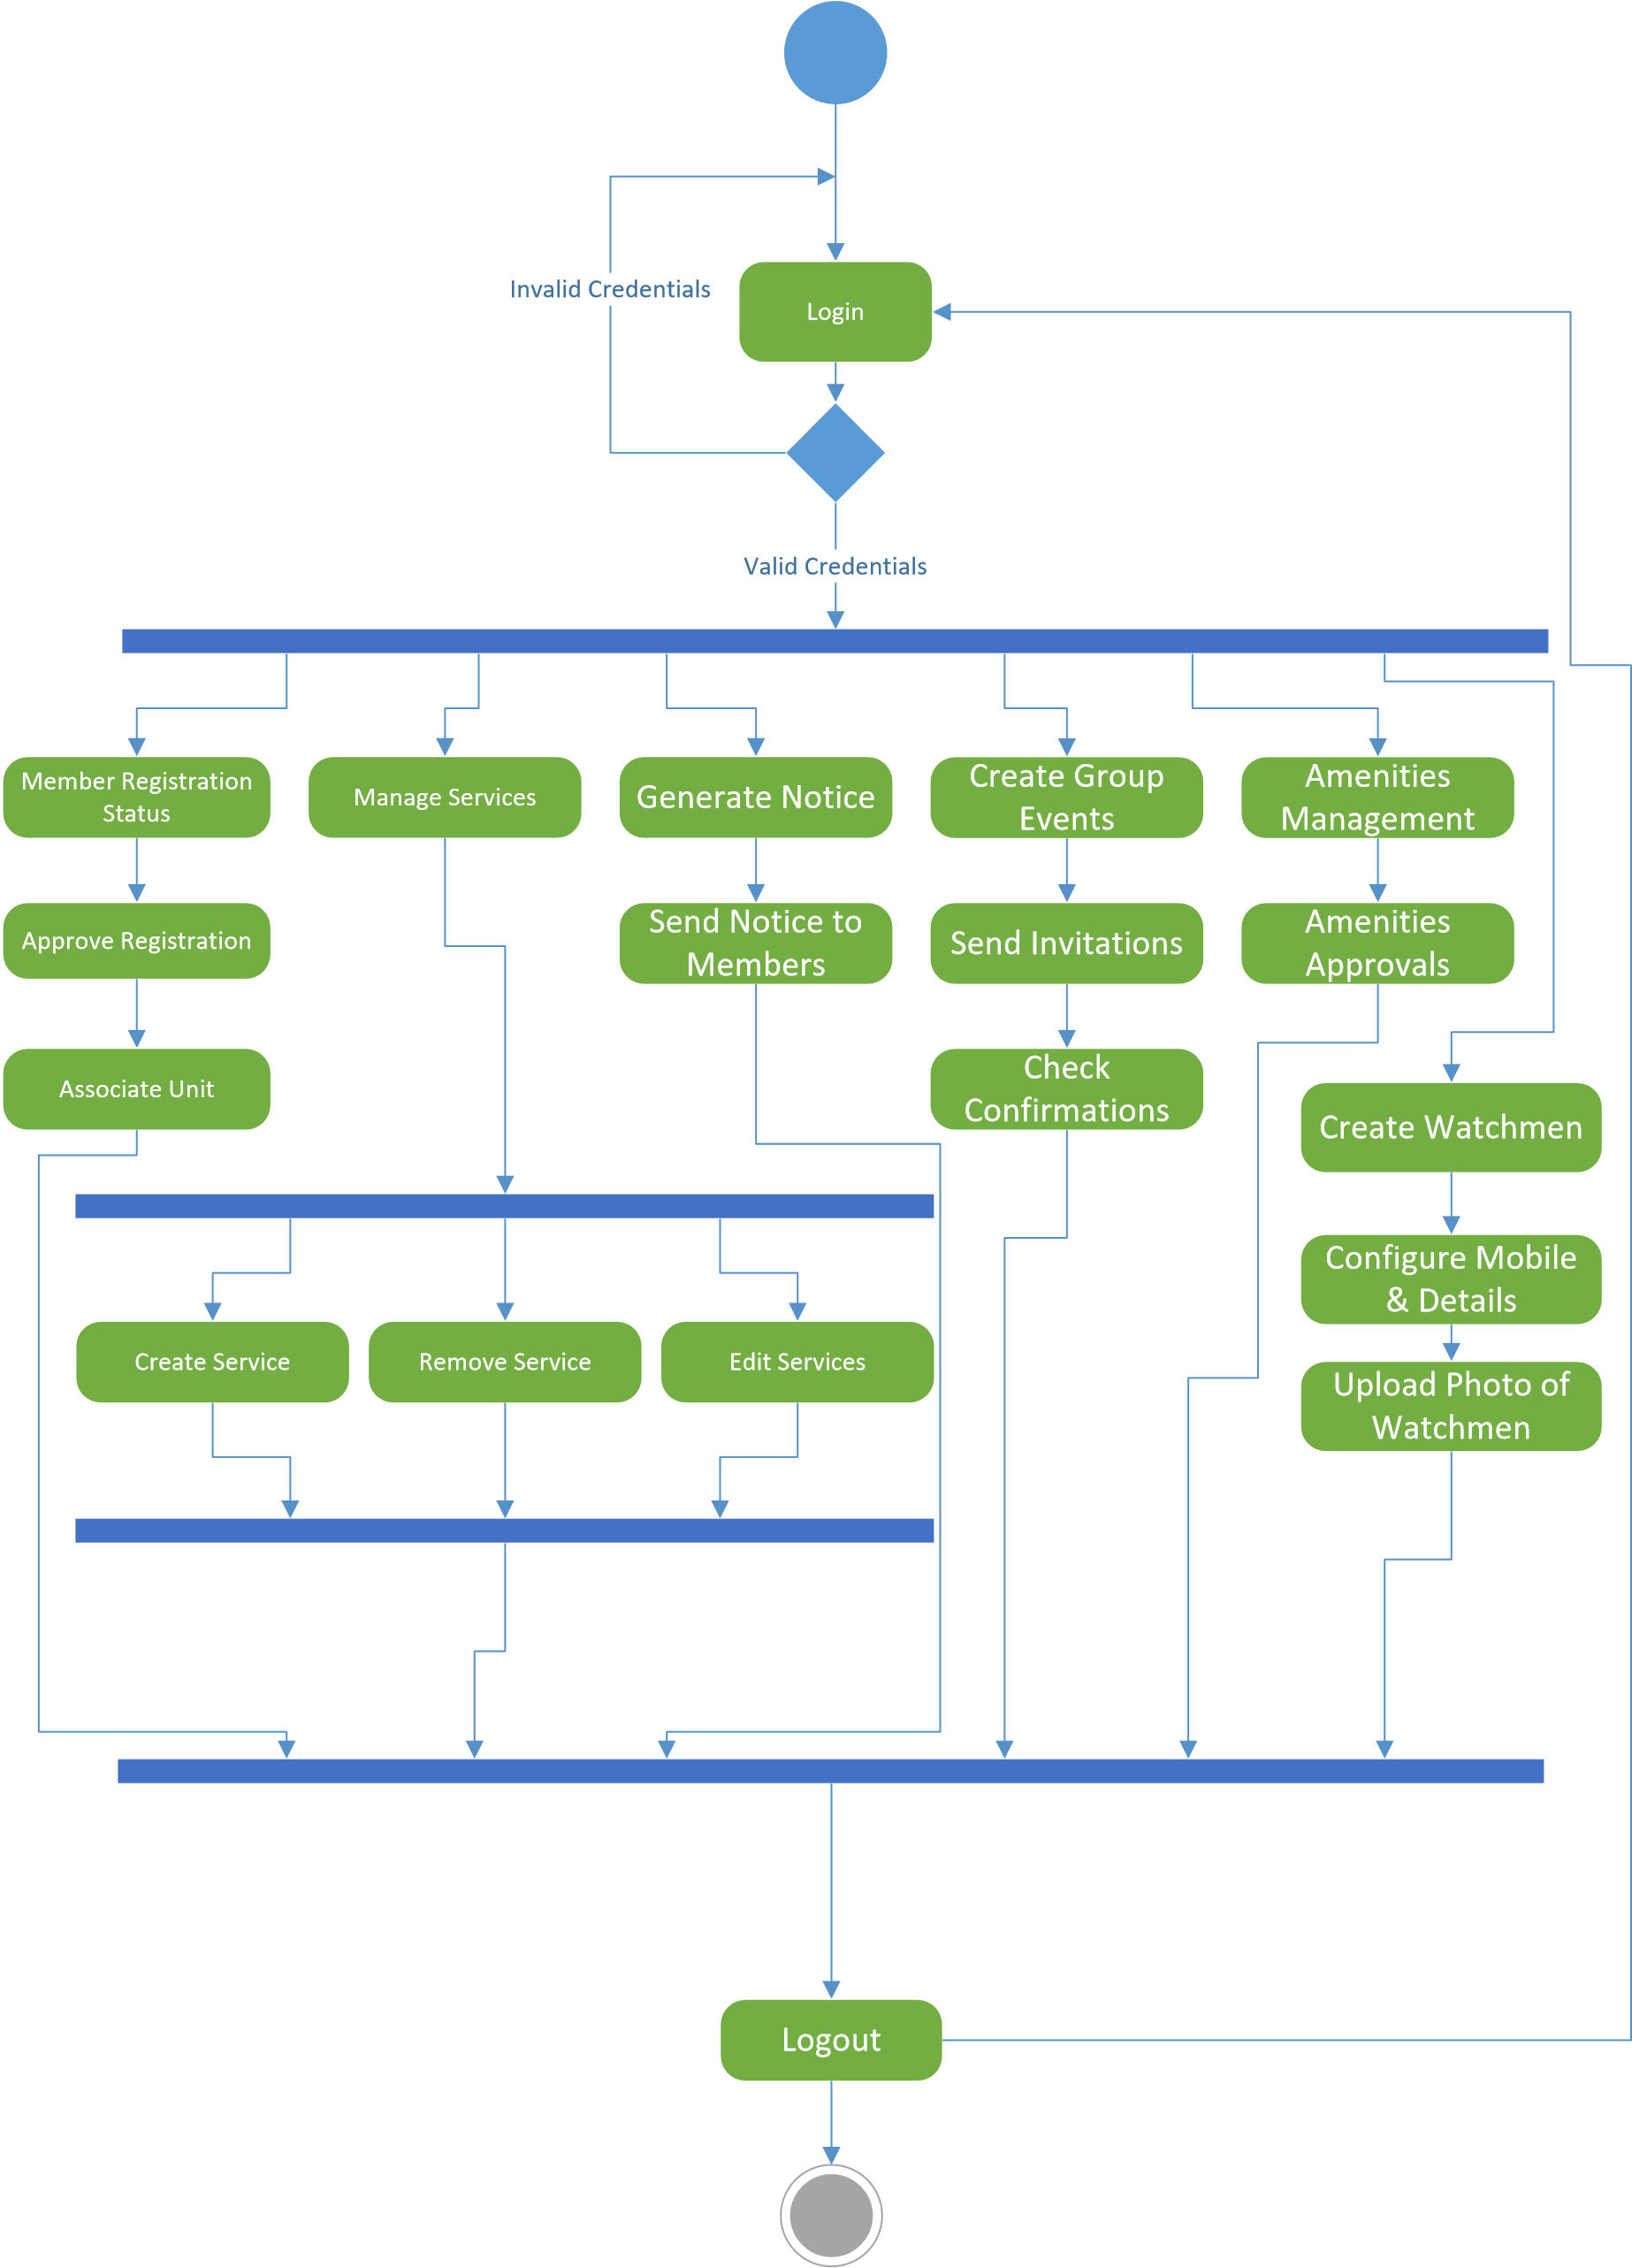 Invalid Credentials
Login
Valid Credentials
Member Registration
Status
Manage Services
Generate Notice
Create Group
Events
Amenities
Management
Approve Registration
Send Notice to
Members
Send Invitations
Amenities
Approvals
Associate Unit
Check
Confirmations
Create Watchmen
Configure Mobile
& Details
Create Service
Remove Service
Edit Services
Upload Photo of
Watchmen
Logout